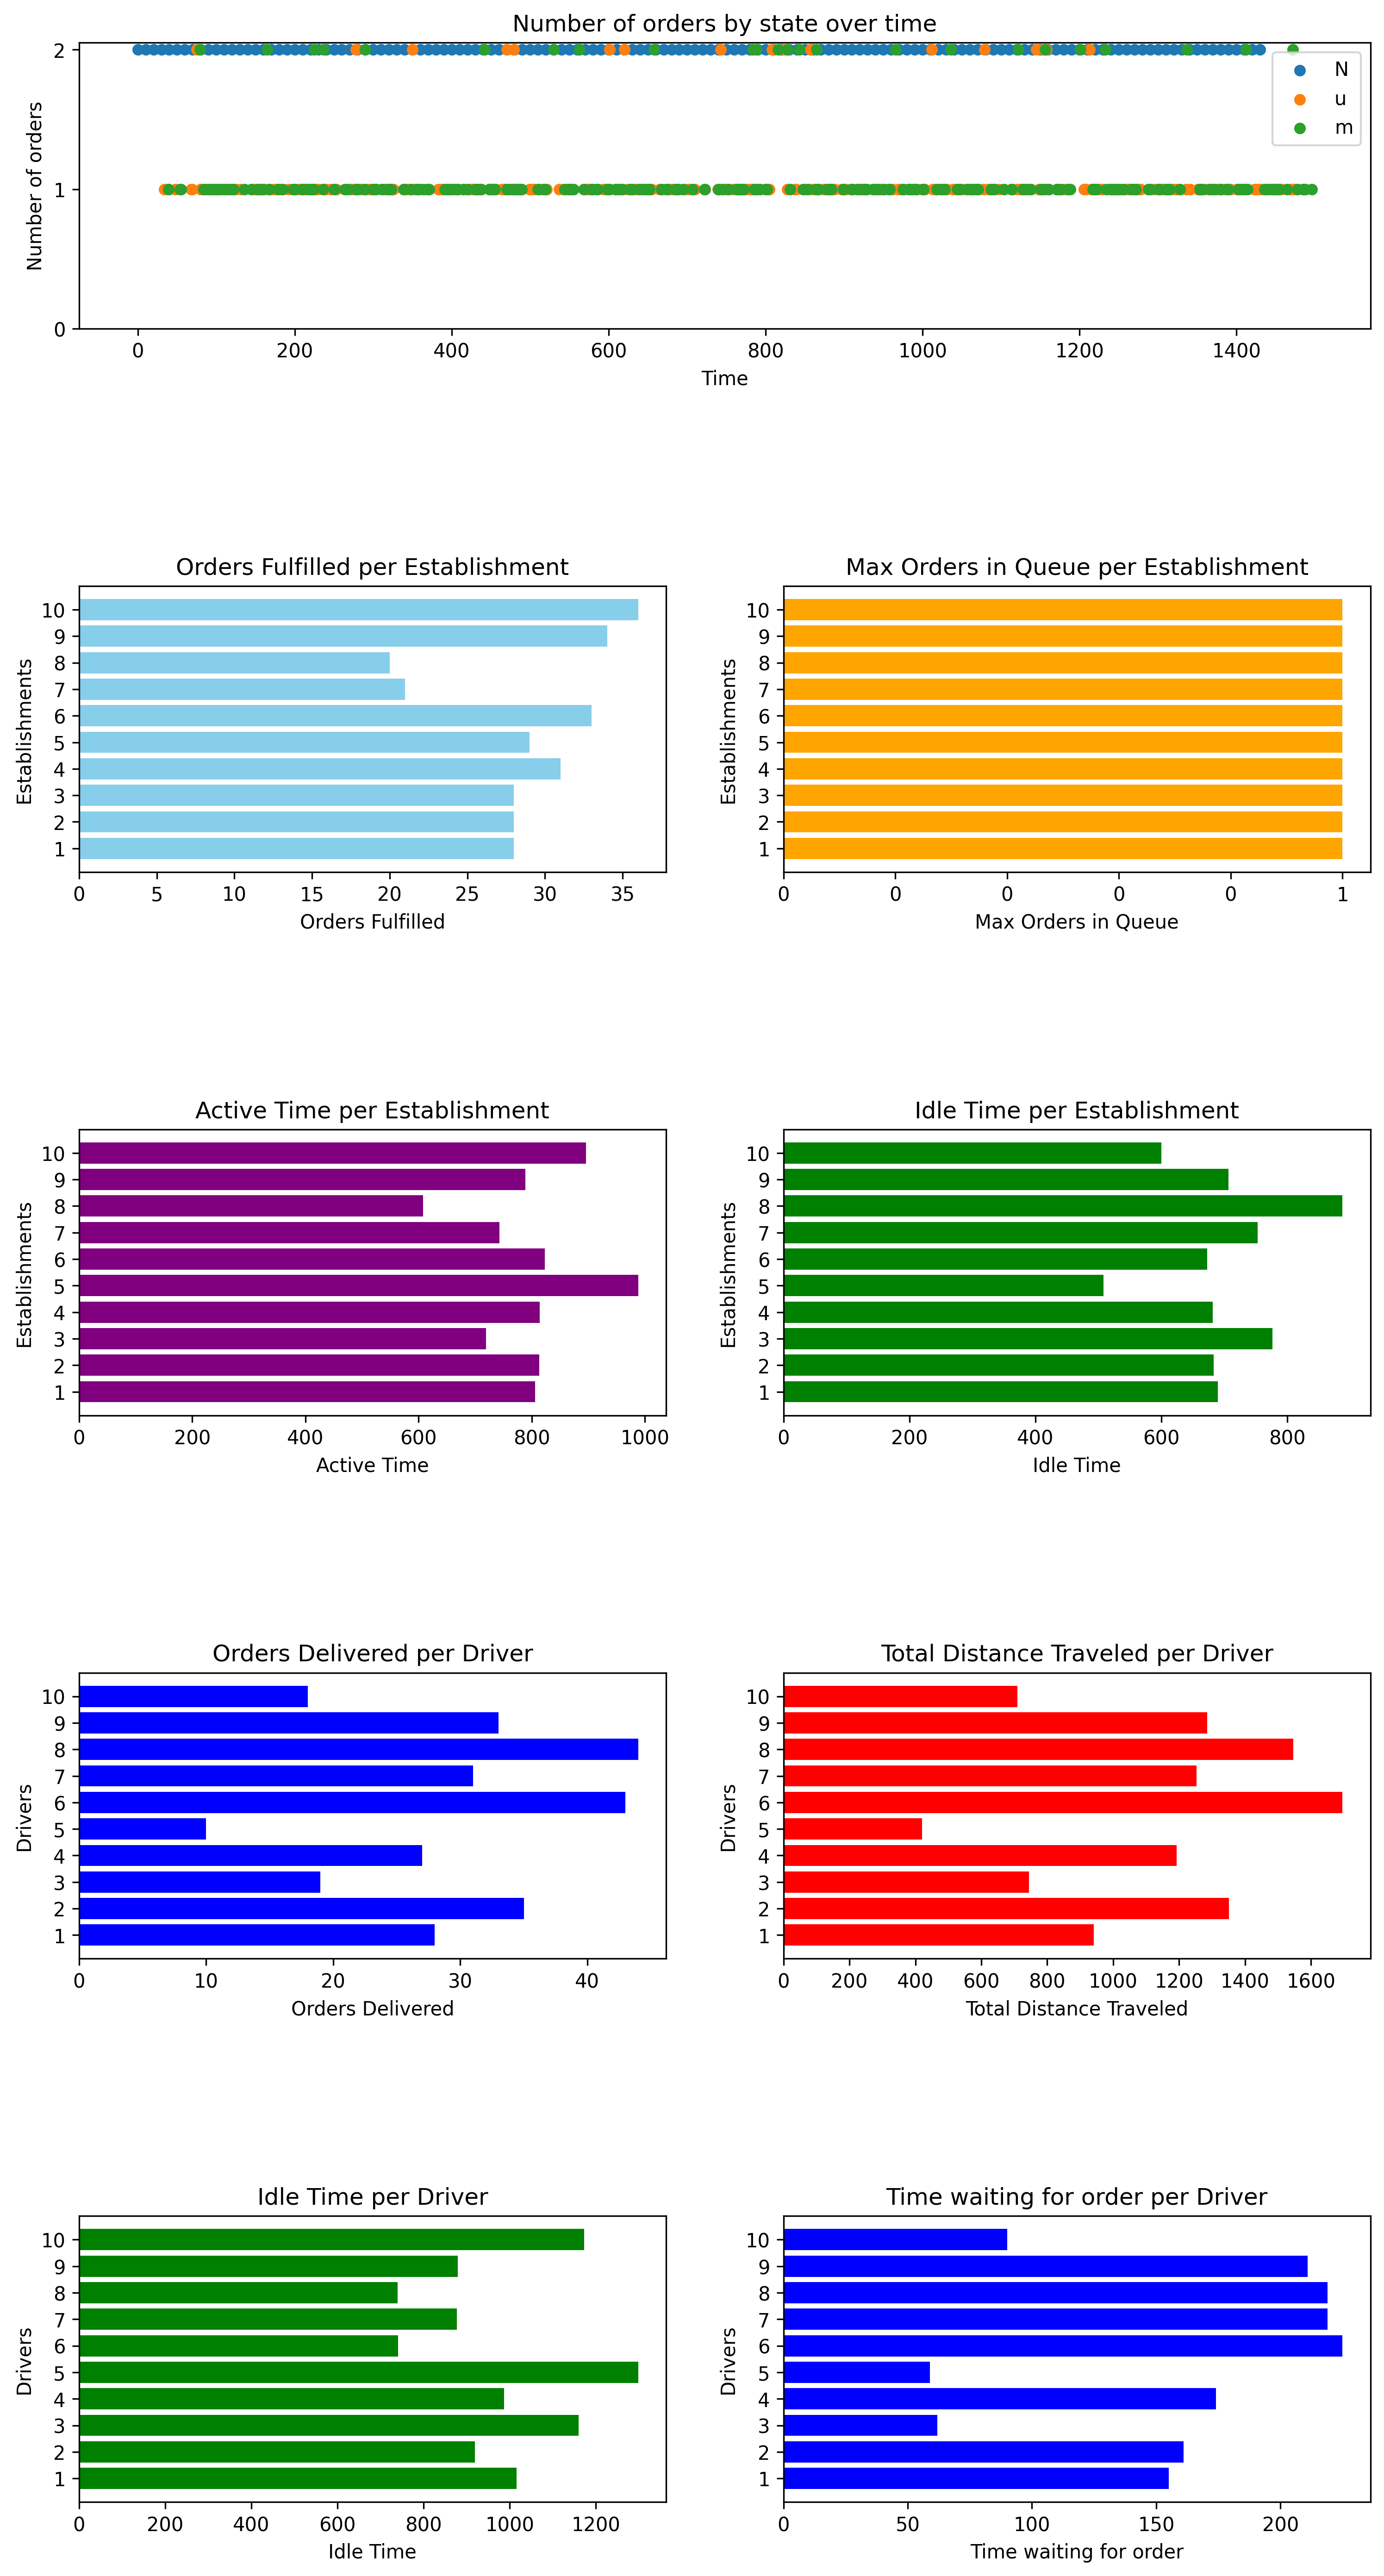 Number of orders by state over time
Number of orders
2
1
0
N
u
m
0 200 400 600 800 1000 1200 1400
Time
Orders Fulfilled per Establishment
Establishments
10
9
8
7
6
5
4
3
2
1
0 5 10 15 20 25 30 35
Orders Fulfilled
Max Orders in Queue per Establishment
Establishments
10
9
8
7
6
5
4
3
2
1
0 0 0 0 0 1
Max Orders in Queue
Active Time per Establishment
Establishments
10
9
8
7
6
5
4
3
2
1
0 200 400 600 800 1000
Active Time
Idle Time per Establishment
Establishments
10
9
8
7
6
5
4
3
2
1
0 200 400 600 800
Idle Time
Orders Delivered per Driver
Drivers
10
9
8
7
6
5
4
3
2
1
0 10 20 30 40
Orders Delivered
Total Distance Traveled per Driver
Drivers
10
9
8
7
6
5
4
3
2
1
0 200 400 600 800 1000 1200 1400 1600
Total Distance Traveled
Idle Time per Driver
Drivers
10
9
8
7
6
5
4
3
2
1
0 200 400 600 800 1000 1200
Idle Time
Time waiting for order per Driver
Drivers
10
9
8
7
6
5
4
3
2
1
0 50 100 150 200
Time waiting for order